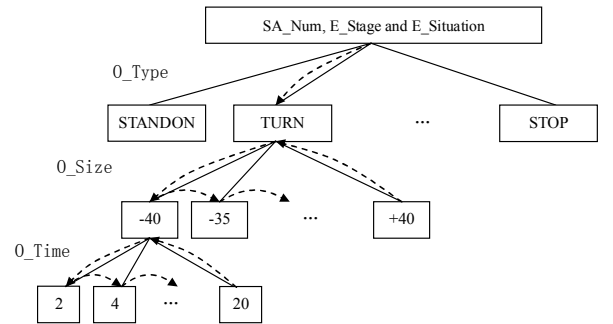 SA_Num, E_Stage and E_Situation
O_Type
STANDON TURN ... STOP
O_Size
-40 -35 ... +40
O_Time
2 4 ... 20